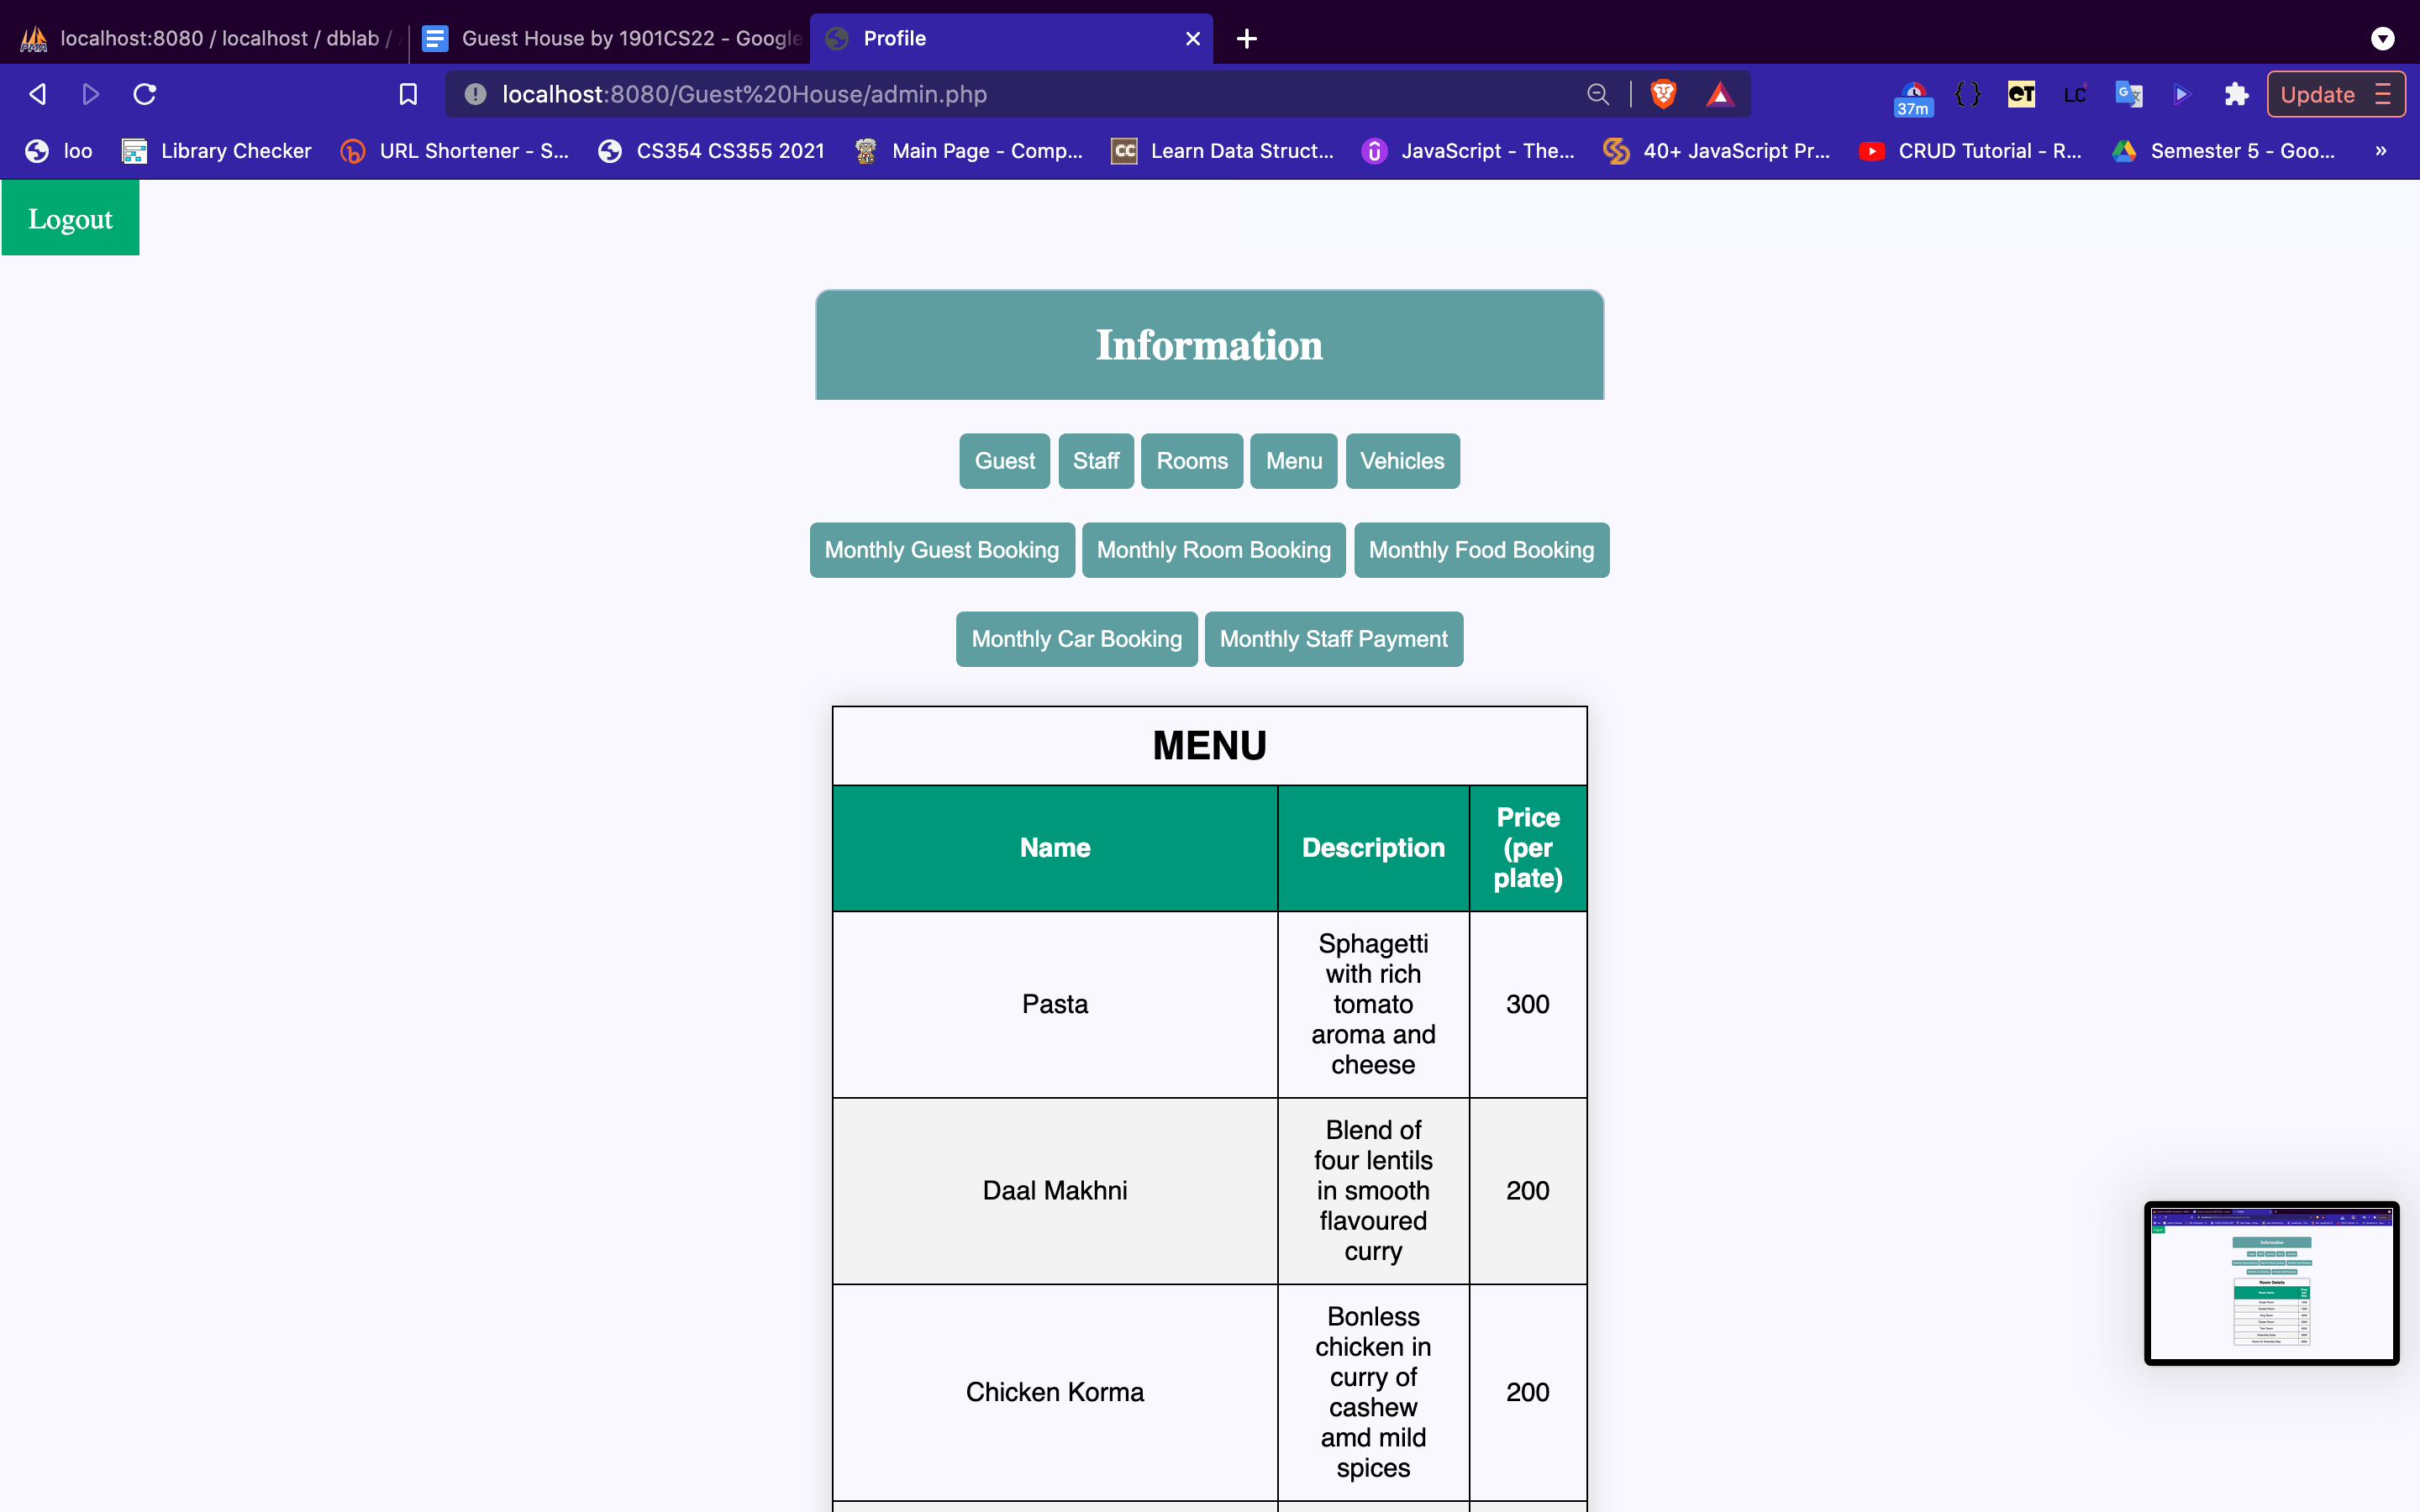 localhost:8080 / localhost / dblab /
Guest House by 1901CS22 - Google
Profile
localhost:8080/Guest%20House/admin.php
37m
Update
loo
Library Checker
URL Shortener - S...
CS354 CS355 2021
Main Page - Comp...
Learn Data Struct...
JavaScript - The...
40+ JavaScript Pr...
CRUD Tutorial - R...
Semester 5 - Goo...
»
Logout
Information
Guest
Staff
Rooms
Menu
Vehicles
Monthly Guest Booking
Monthly Room Booking
Monthly Food Booking
Monthly Car Booking
Monthly Staff Payment
MENU
Name
Description
Price
(per
plate)
Pasta
Sphagetti
with rich
tomato
aroma and
cheese
300
Daal Makhni
Blend of
four lentils
in smooth
flavoured
curry
200
Chicken Korma
Bonless
chicken in
curry of
cashew
amd mild
spices
200
Information
Room Details